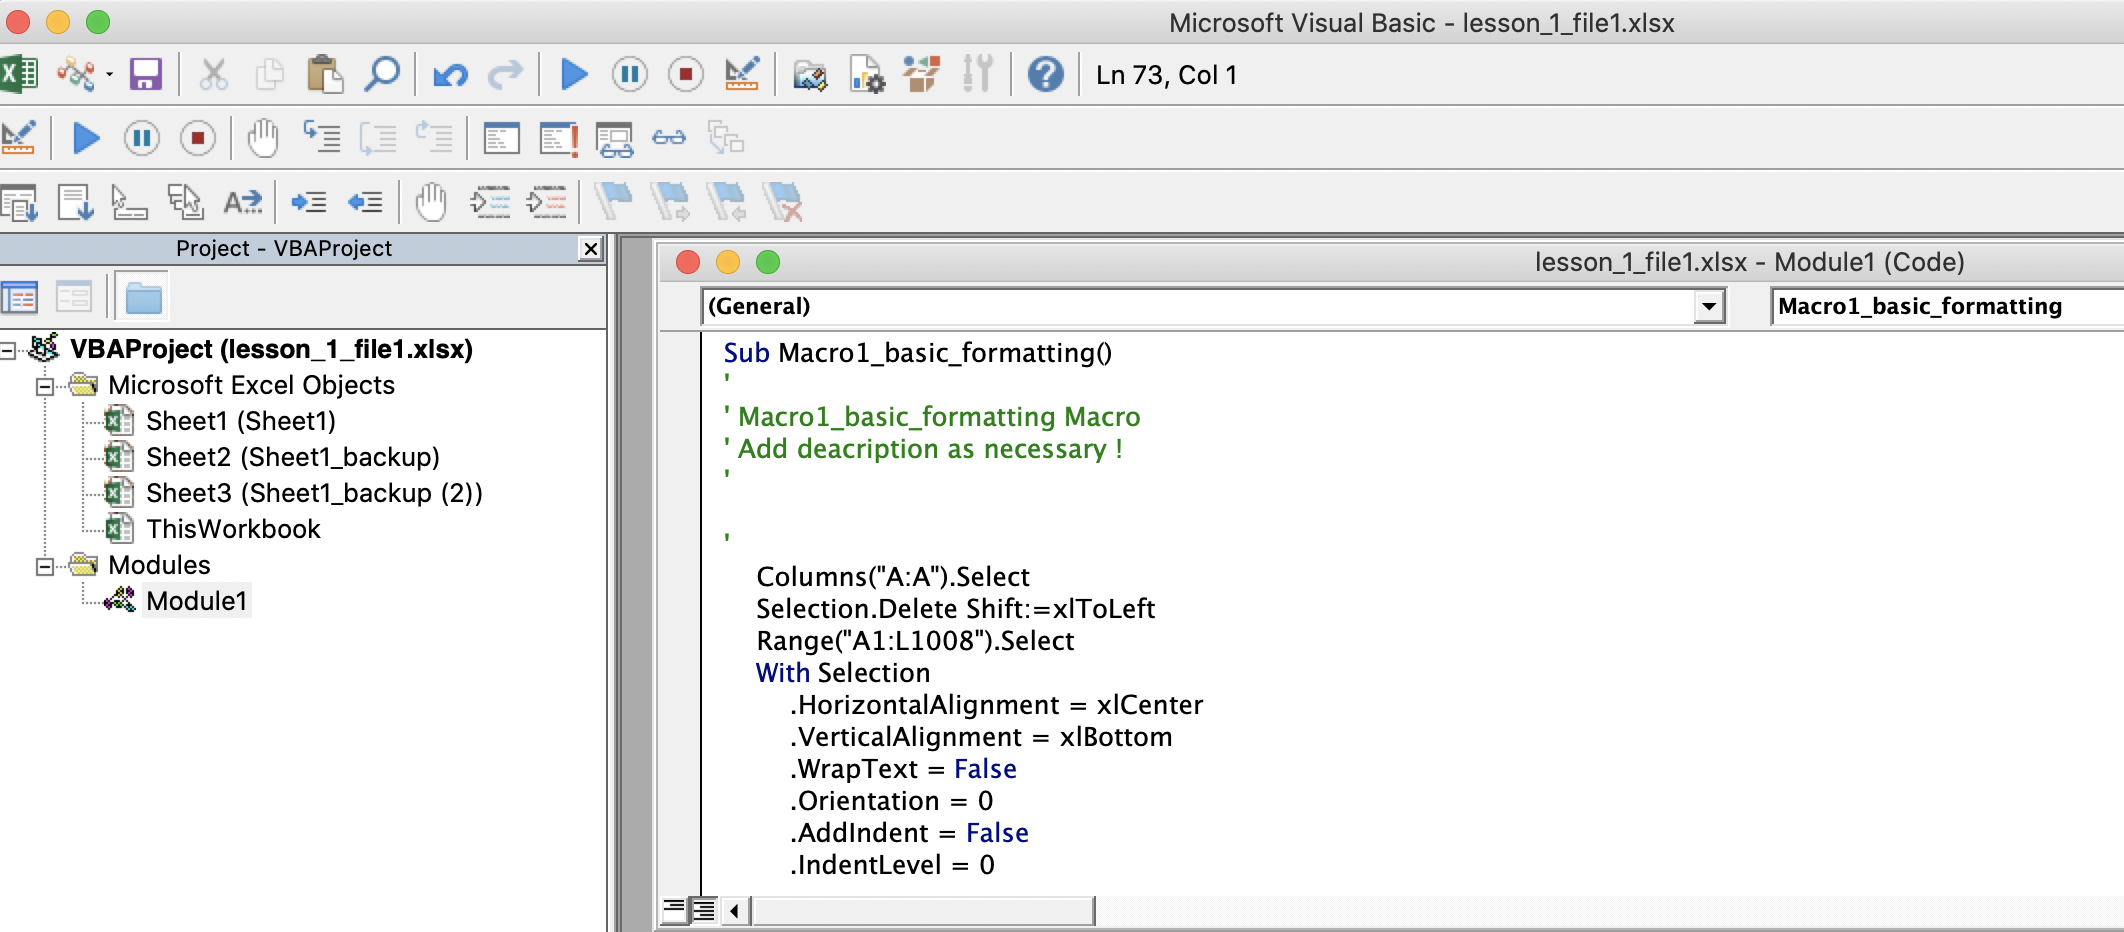 Microsoft Visual Basic - lesson_1_file1.xlsx
Ln 73, Col 1
Project - VBAProject
VBAProject (lesson_1_file1.xlsx)
Microsoft Excel Objects
Sheet1 (Sheet1)
Sheet2 (Sheet1_backup)
Sheet3 (Sheet1_backup (2))
ThisWorkbook
Modules
Module1
lesson_1_file1.xlsx - Module1 (Code)
(General)
Macro1_basic_formatting
Sub Macro1_basic_formatting()
'
' Macro1_basic_formatting Macro
' Add deacription as necessary !
'
'
Columns("A:A").Select
Selection.Delete Shift:=xlToLeft
Range("A1:L1008").Select
With Selection
.HorizontalAlignment = xlCenter
.VerticalAlignment = xlBottom
.WrapText = False
.Orientation = 0
.AddIndent = False
.IndentLevel = 0